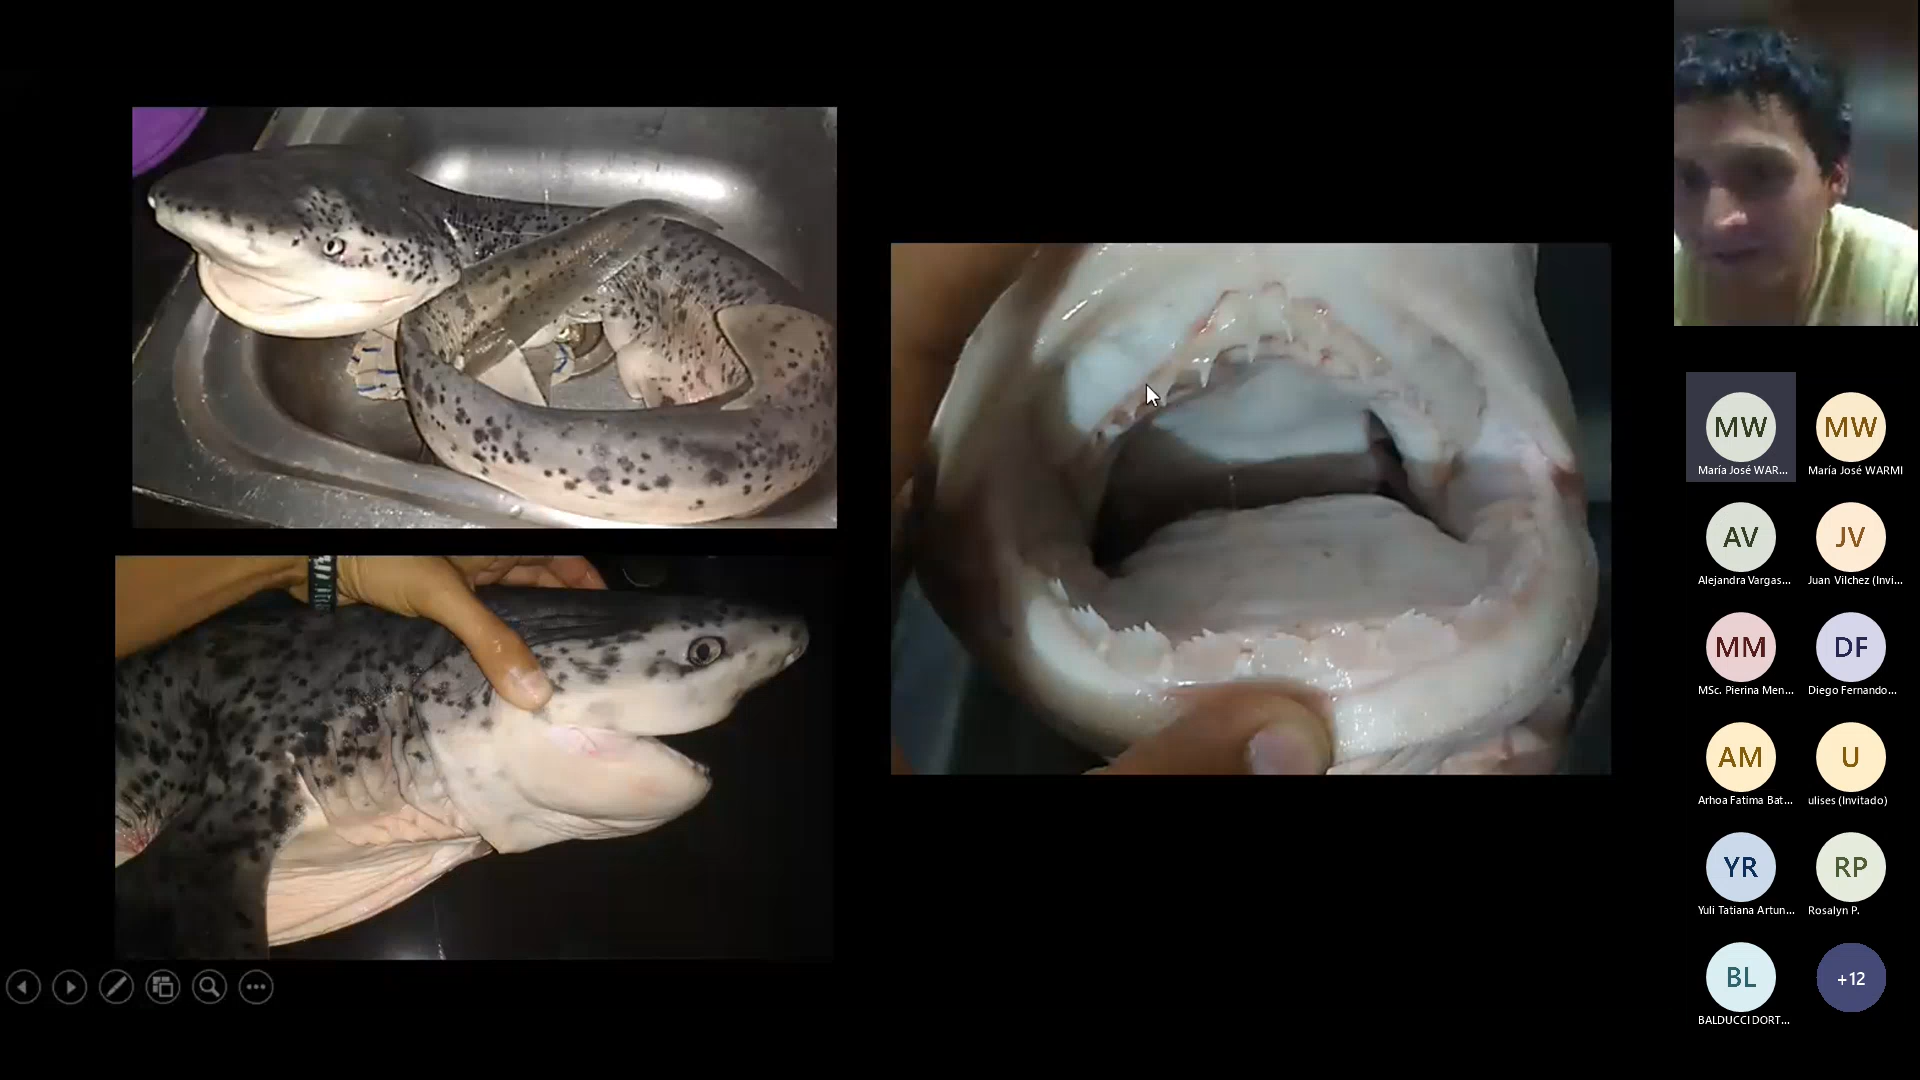 MW
MW
María José WAR...
María José WARMI
AV
JV
Alejandra Vargas...
Juan Vilchez (Invi...
MM
DF
MSc. Pierina Men...
Diego Fernando...
AM
U
Arhoa Fatima Bat...
ulises (Invitado)
YR
RP
Yuli Tatiana Artun...
Rosalyn P.
BL
+12
BALDUCCI DORT...